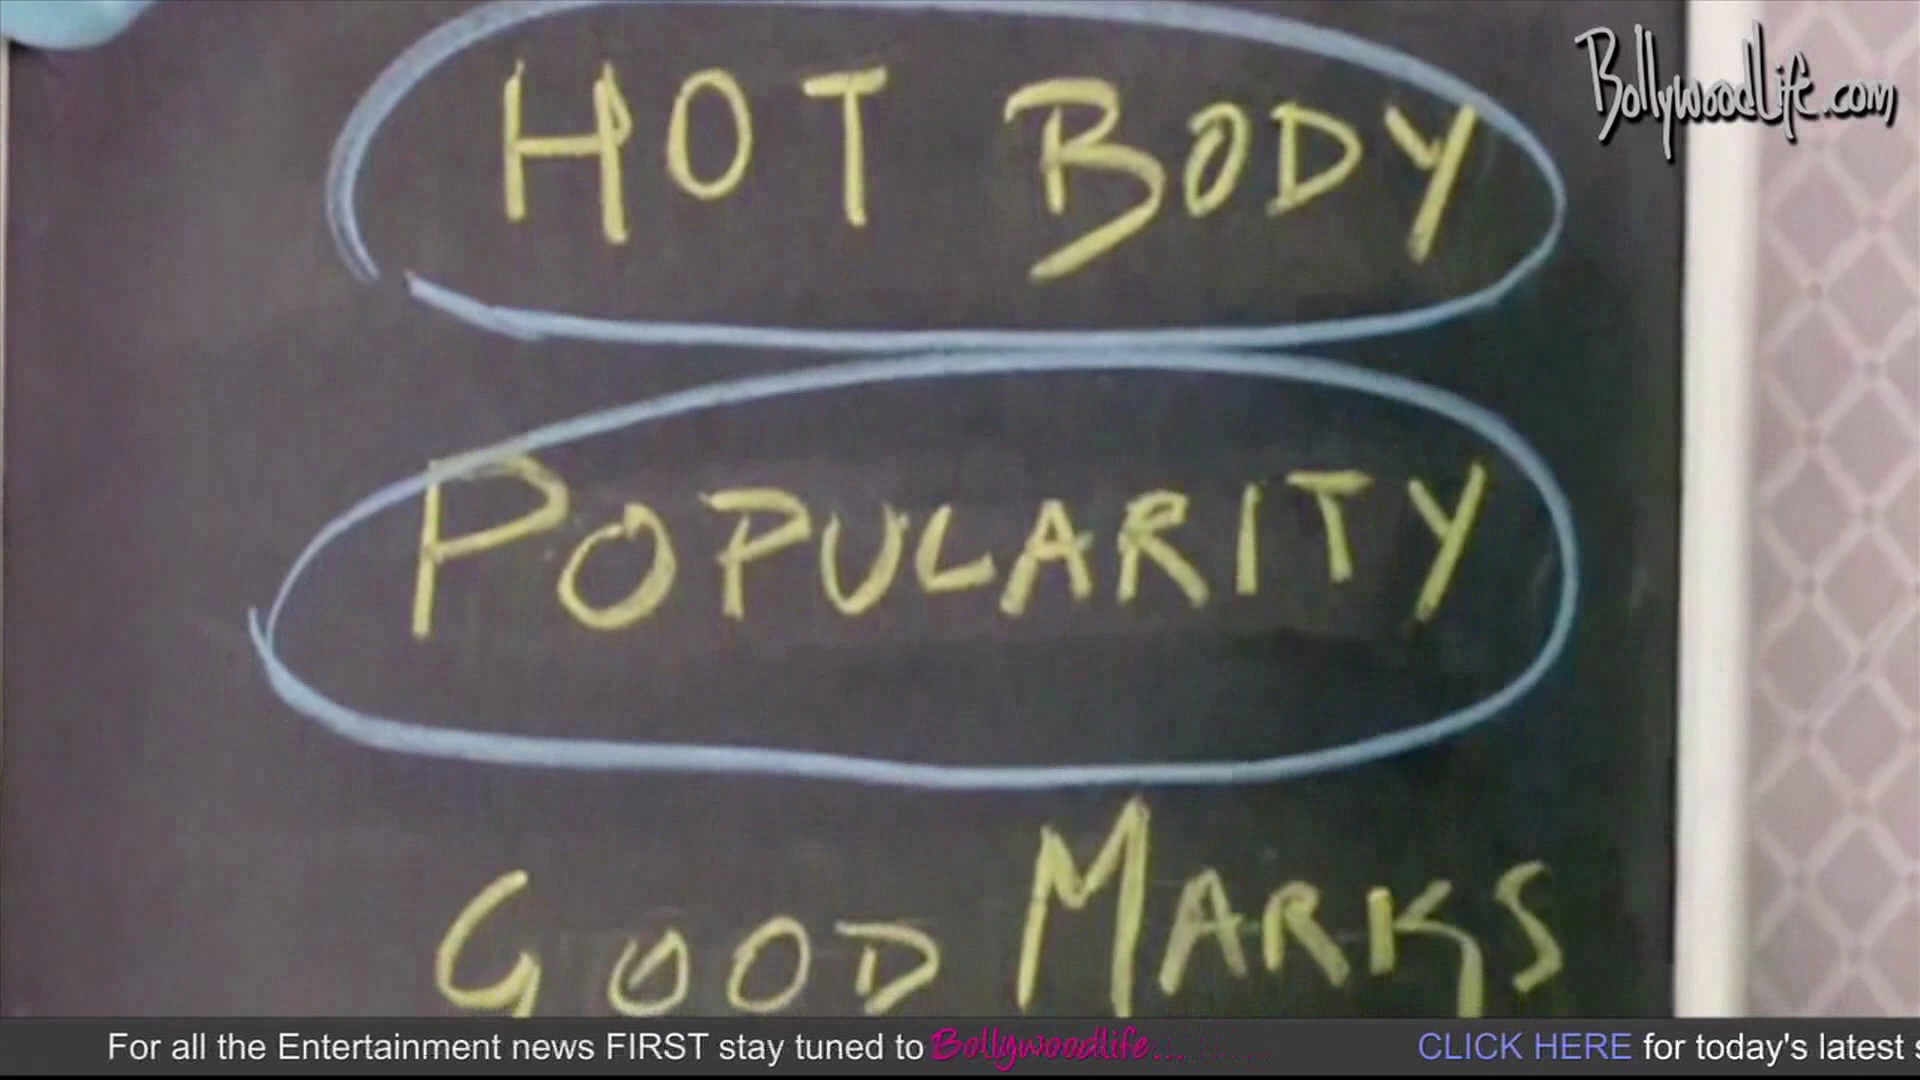 BollywoodLife.com
HOT BODY
POPULARITY
GOOD MARKS
For all the Entertainment news FIRST stay tuned to Bollywoodlife... CLICK HERE for today's latest s